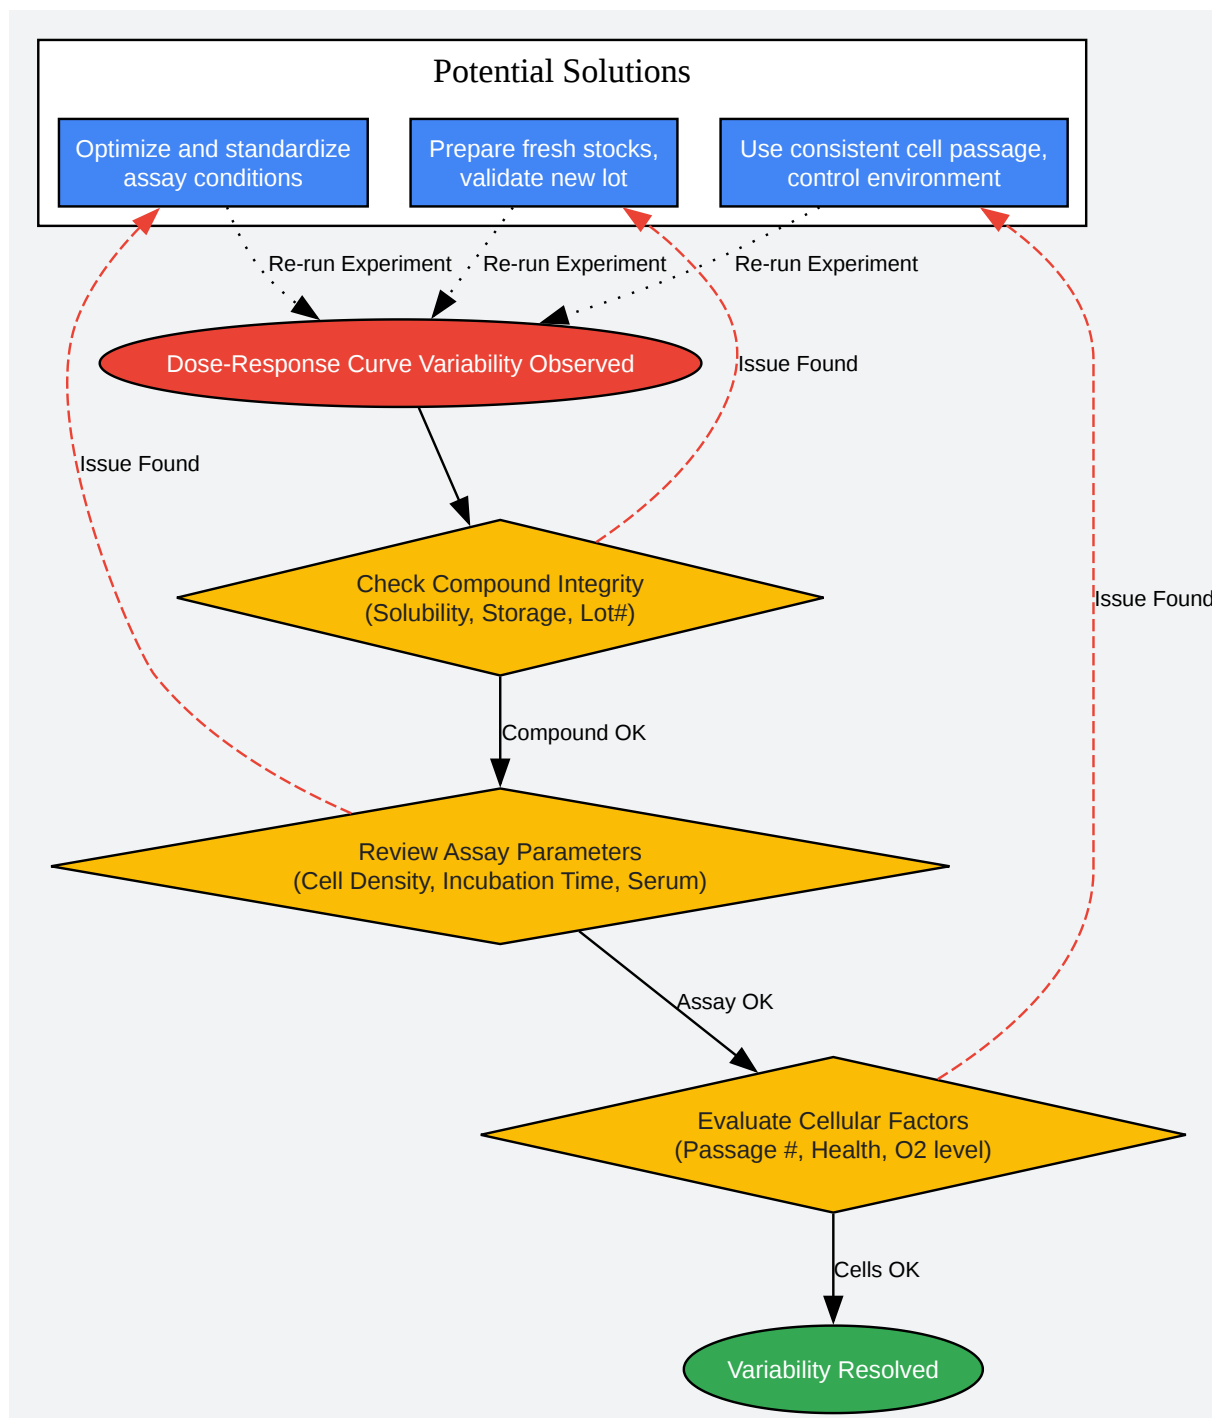 Potential Solutions
Optimize and standardize
assay conditions
Prepare fresh stocks,
validate new lot
Use consistent cell passage,
control environment
Re-run Experiment
Re-run Experiment
Re-run Experiment
Dose-Response Curve Variability Observed
Issue Found
Issue Found
Check Compound Integrity
(Solubility, Storage, Lot#)
Issue Found
Compound OK
Review Assay Parameters
(Cell Density, Incubation Time, Serum)
Assay OK
Evaluate Cellular Factors
(Passage #, Health, O2 level)
Cells OK
Variability Resolved